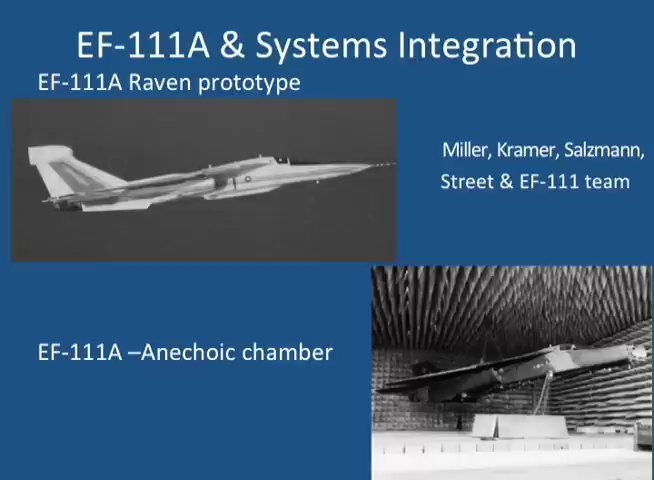 EF-111A & Systems Integration
EF-111A Raven prototype
Miller, Kramer, Salzmann,
Street & EF-111 team
EF-111A –Anechoic chamber